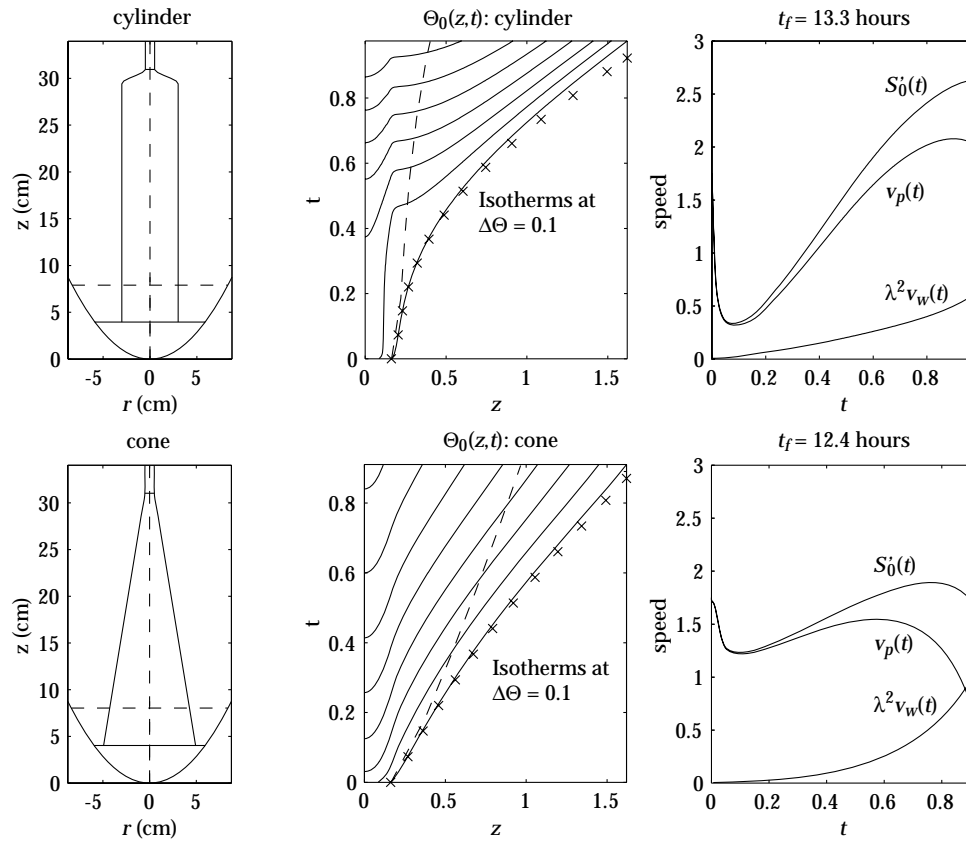 cylinder
z (cm)
30
25
20
15
10
5
0
-5 0 5
r (cm)
Θ₀(z,t): cylinder
t
0.8
0.6
0.4
0.2
0
Isotherms at
ΔΘ = 0.1
0 0.5 1 1.5
z
t_f = 13.3 hours
speed
3
2.5
2
1.5
1
0.5
0
S′₀(t)
v_p(t)
λ²v_w(t)
0 0.2 0.4 0.6 0.8
t
cone
z (cm)
30
25
20
15
10
5
0
-5 0 5
r (cm)
Θ₀(z,t): cone
t
0.8
0.6
0.4
0.2
0
Isotherms at
ΔΘ = 0.1
0 0.5 1 1.5
z
t_f = 12.4 hours
speed
3
2.5
2
1.5
1
0.5
0
S′₀(t)
v_p(t)
λ²v_w(t)
0 0.2 0.4 0.6 0.8
t